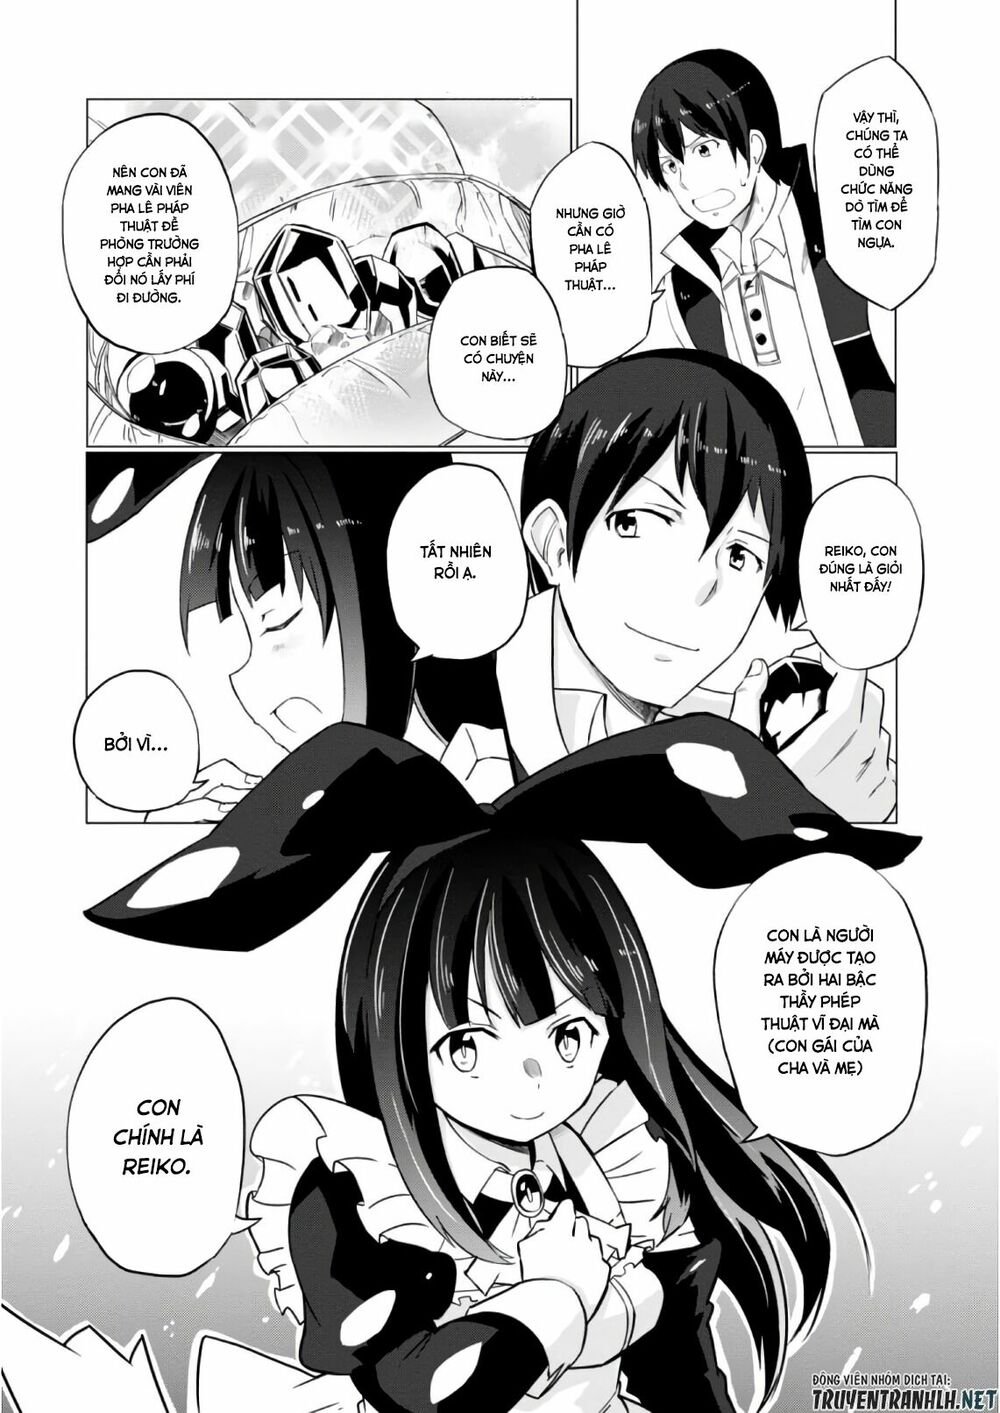 VẬY THÌ,
CHÚNG TA
CÓ THỂ
DÙNG
CHỨC NĂNG
DÒ TÌM ĐỂ
TÌM CON
NGỰA.
NHƯNG GIỜ
CẦN CÓ
PHA LÊ
PHÁP
THUẬT...
CON BIẾT SẼ
CÓ CHUYỆN
NÀY...
NÊN CON ĐÃ
MANG VÀI VIÊN
PHA LÊ PHÁP
THUẬT ĐỀ
PHÒNG TRƯỜNG
HỢP CẦN PHẢI
ĐỔI NÓ LẤY PHÍ
ĐI ĐƯỜNG.
REIKO, CON
ĐÚNG LÀ GIỎI
NHẤT ĐẤY!
TẤT NHIÊN
RỒI Ạ.
BỞI VÌ...
CON LÀ NGƯỜI
MÁY ĐƯỢC TẠO
RA BỞI HAI BẬC
THẦY PHÉP
THUẬT VĨ ĐẠI MÀ
(CON GÁI CỦA
CHA VÀ MẸ)
CON
CHÍNH LÀ
REIKO.
ĐỘNG VIÊN NHÓM DỊCH TẠI:
TRUYENTRANHLH.NET